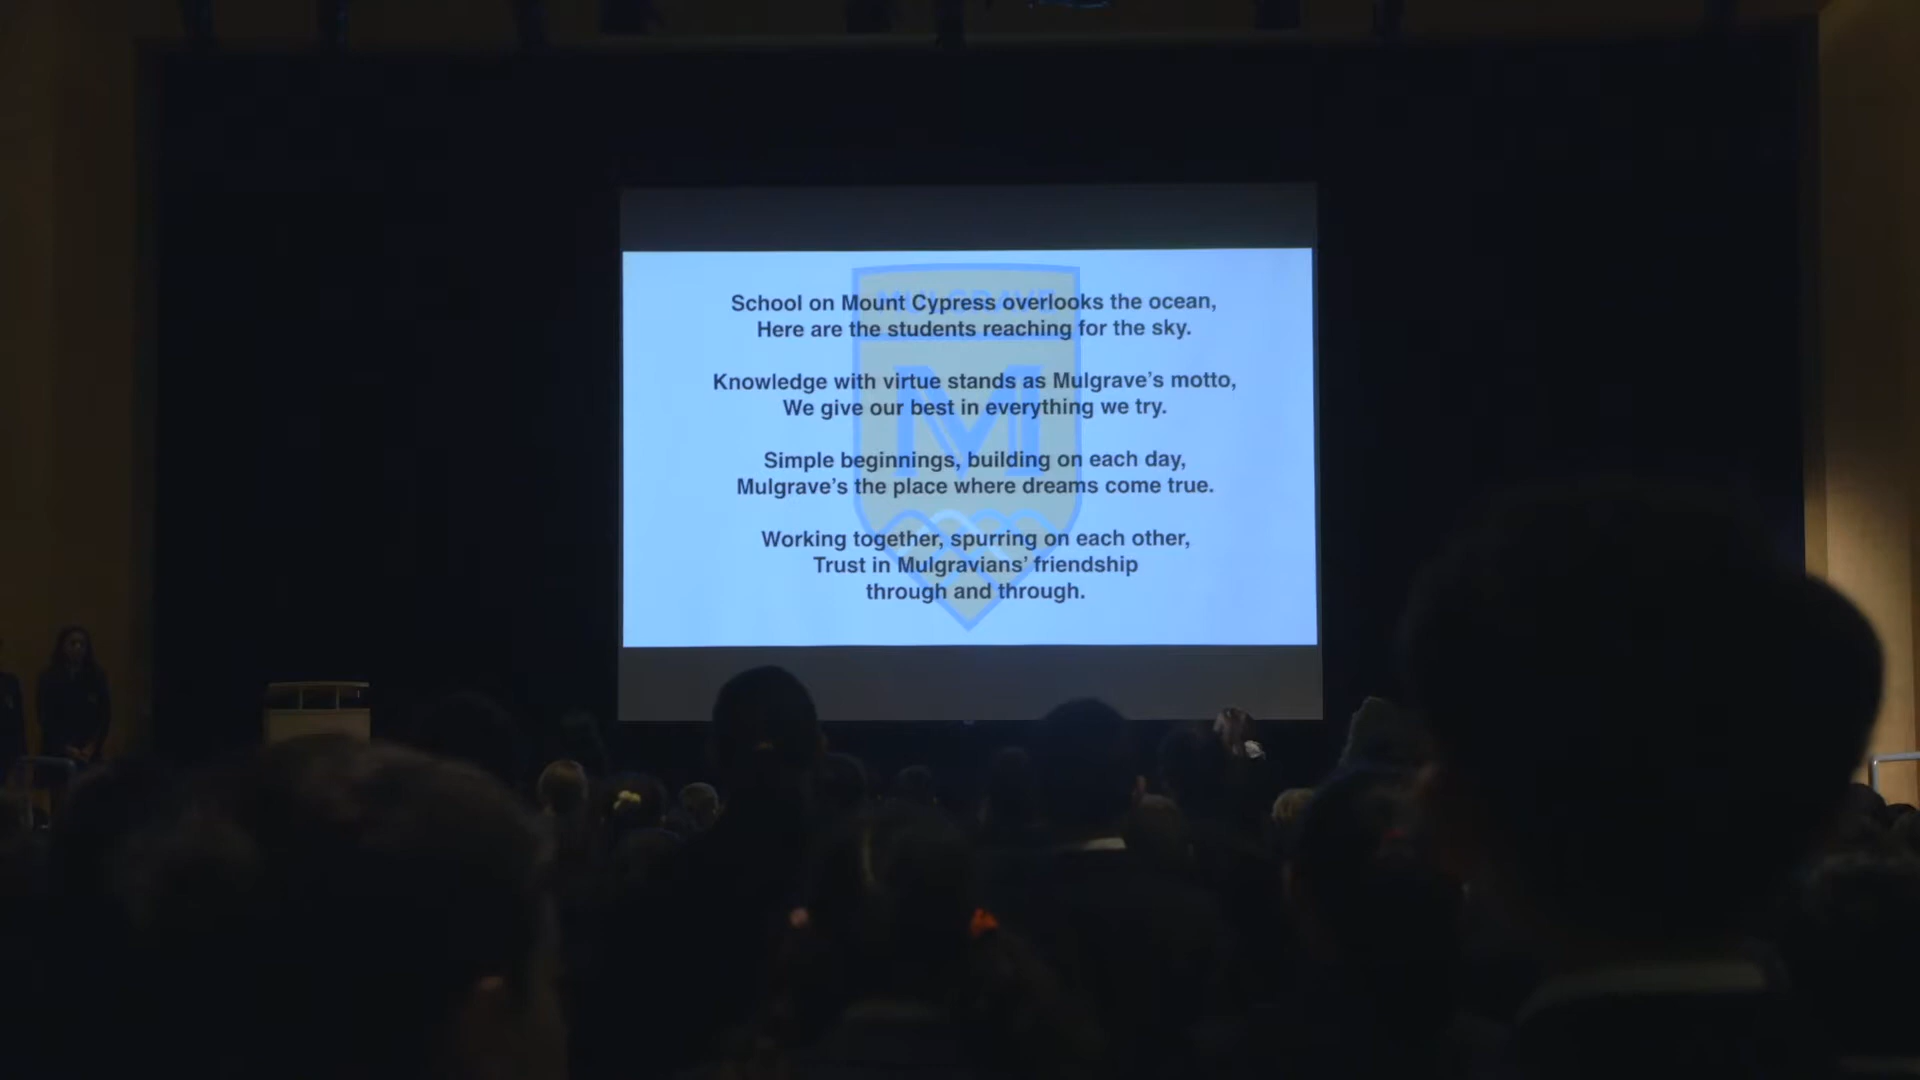 MULGRAVE
School on Mount Cypress overlooks the ocean,
Here are the students reaching for the sky.
Knowledge with virtue stands as Mulgrave's motto,
We give our best in everything we try.
M
Simple beginnings, building on each day,
Mulgrave's the place where dreams come true.
Working together, spurring on each other,
Trust in Mulgravians' friendship
through and through.